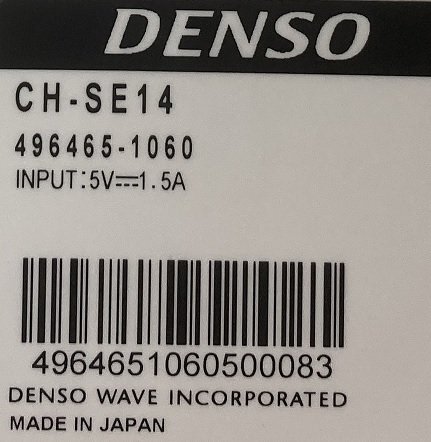 DENSO
CH-SE14
496465-1060
INPUT:5V⎓1.5A
4964651060500083
DENSO WAVE INCORPORATED
MADE IN JAPAN